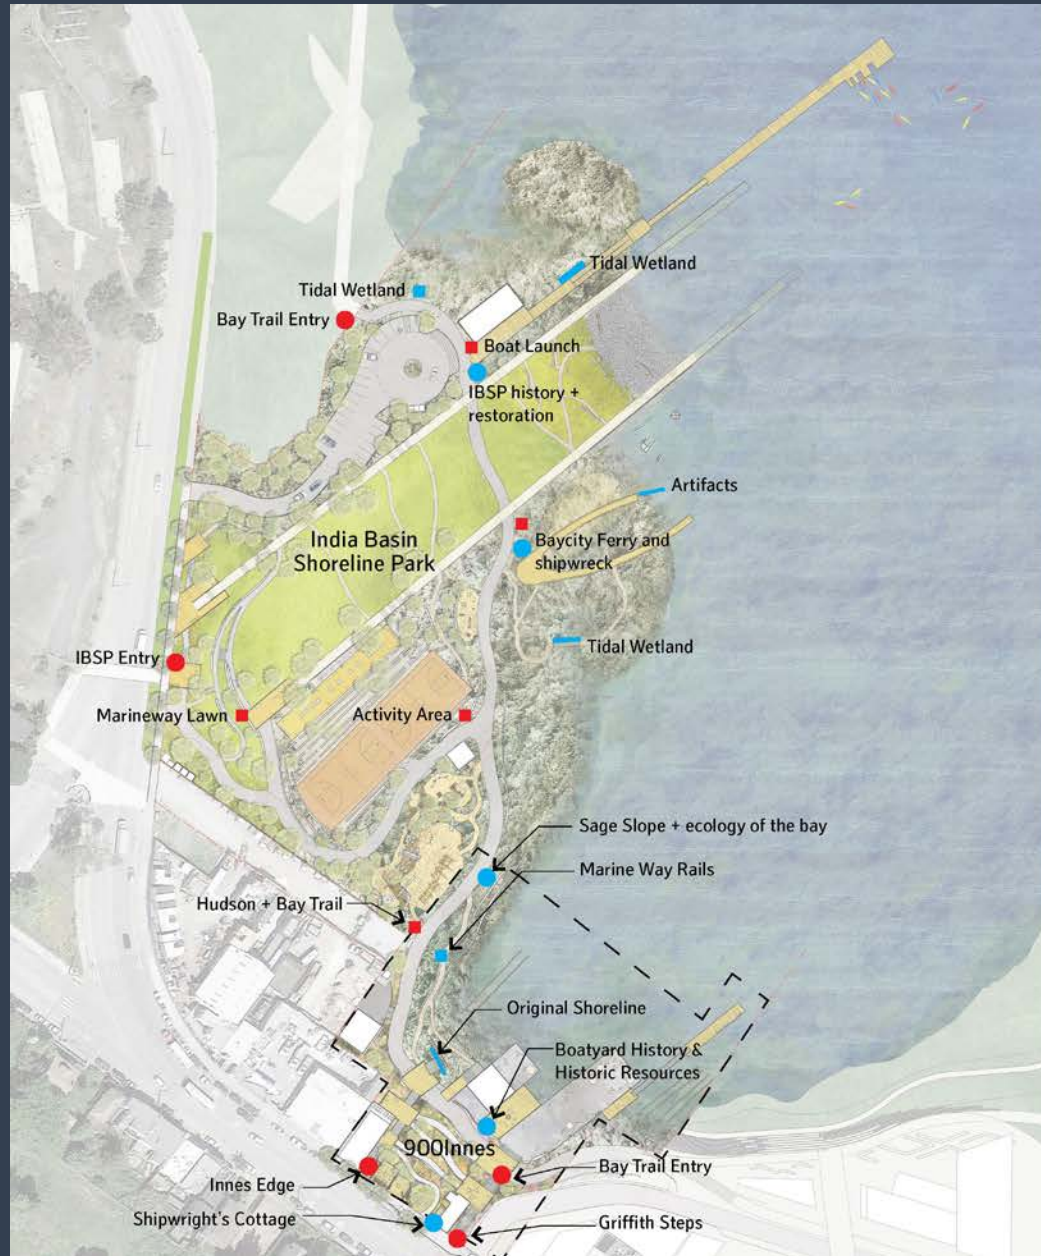 Tidal Wetland
Tidal Wetland
Bay Trail Entry
Boat Launch
IBSP history +
restoration
Artifacts
India Basin
Shoreline Park
Baycity Ferry and
shipwreck
Tidal Wetland
IBSP Entry
Marineway Lawn
Activity Area
Sage Slope + ecology of the bay
Marine Way Rails
Hudson + Bay Trail
Original Shoreline
Boatyard History &
Historic Resources
900Innes
Bay Trail Entry
Innes Edge
Shipwright's Cottage
Griffith Steps